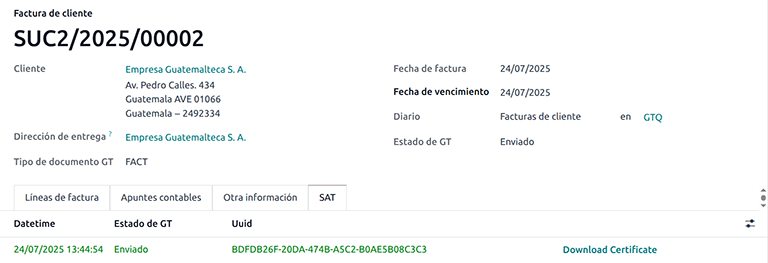 Factura de cliente
SUC2/2025/00002
Cliente Empresa Guatemalteca S. A.
Av. Pedro Calles. 434
Guatemala AVE 01066
Guatemala – 2492334
Dirección de entrega ? Empresa Guatemalteca S. A.
Tipo de documento GT FACT
Fecha de factura 24/07/2025
Fecha de vencimiento 24/07/2025
Diario Facturas de cliente en GTQ
Estado de GT Enviado
Líneas de factura Apuntes contables Otra información SAT
Datetime Estado de GT Uuid
24/07/2025 13:44:54 Enviado BDFDB26F-20DA-474B-A5C2-B0AE5B08C3C3 Download Certificate